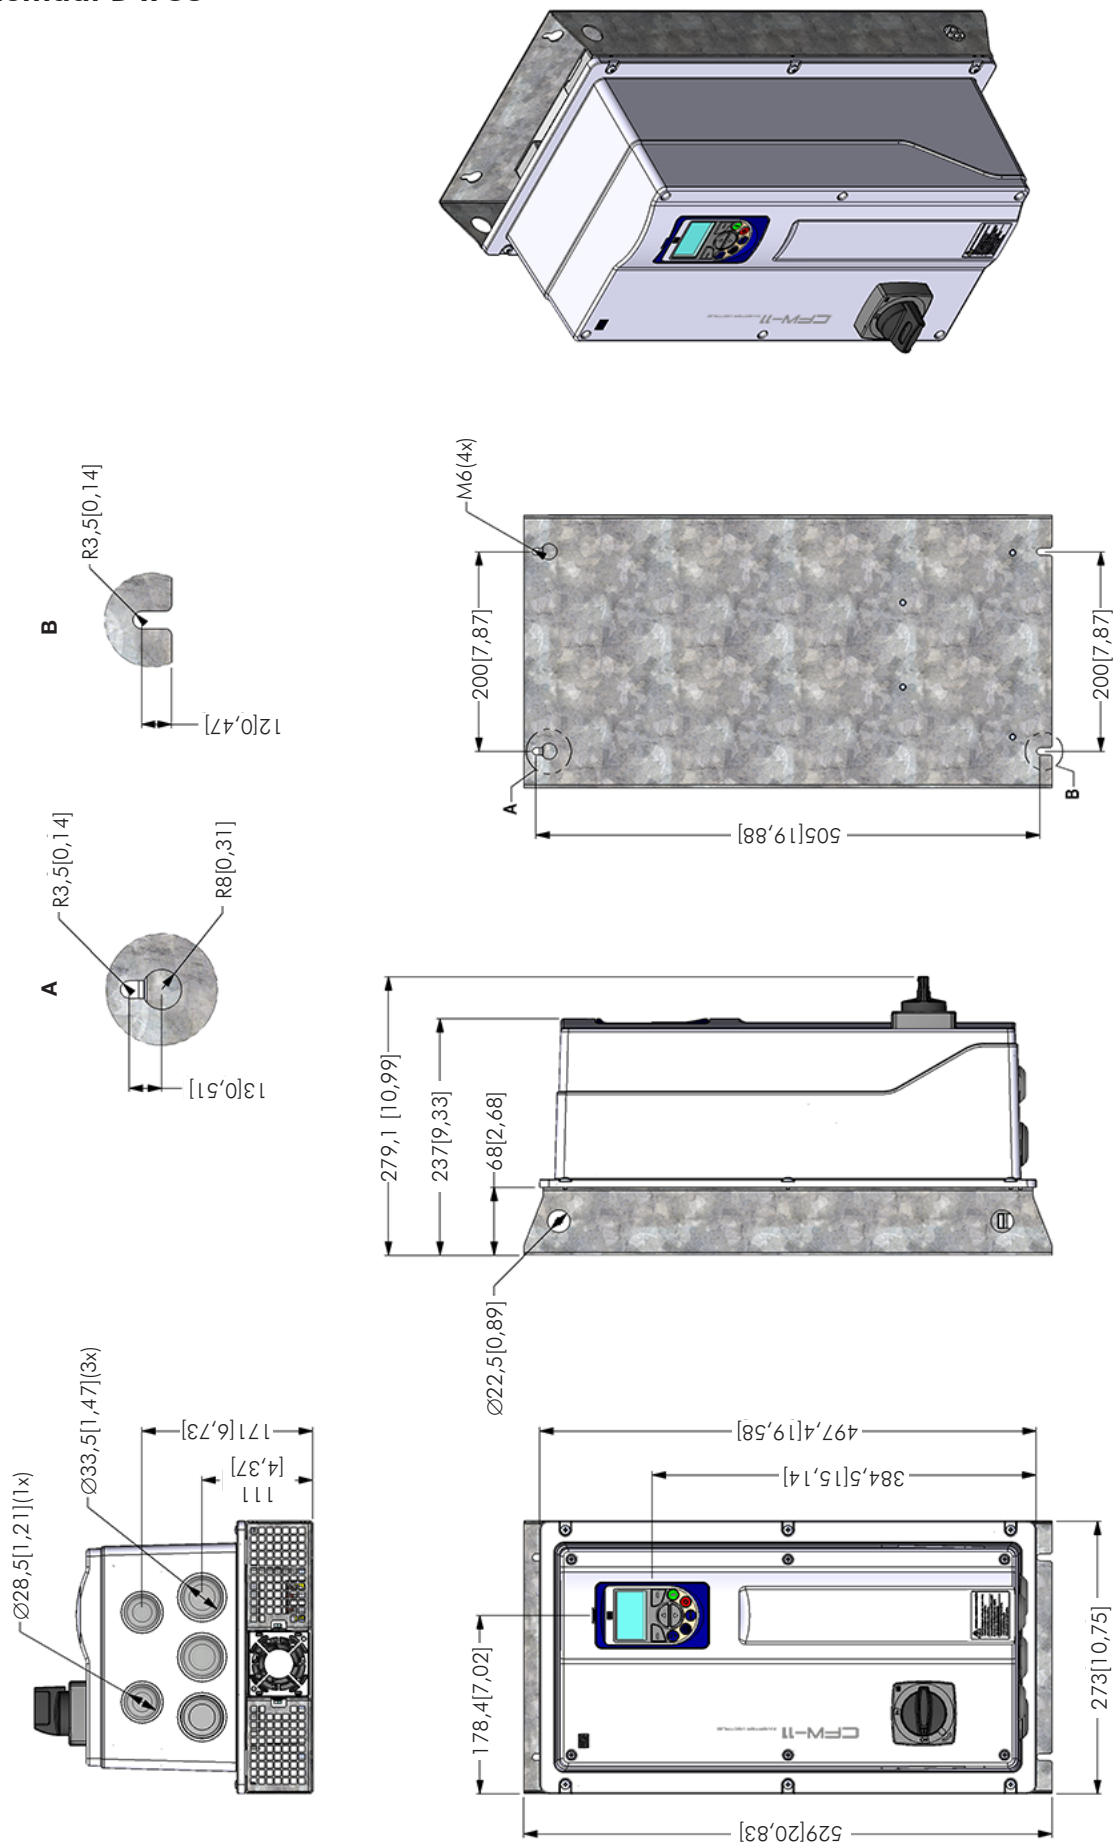 B
R3,5[0,14]
12[0,47]
A
R3,5[0,14]
R8[0,31]
13[0,51]
CFW-11
M6(4x)
200[7,87]
A
505[19,88]
B
200[7,87]
279,1 [10,99]
237[9,33]
68[2,68]
Ø22,5[0,89]
Ø28,5[1,21](1x)
Ø33,5[1,47](3x)
171[6,73]
111
[4,37]
497,4[19,58]
384,5[15,14]
178,4[7,02]
CFW-11
273[10,75]
529[20,83]